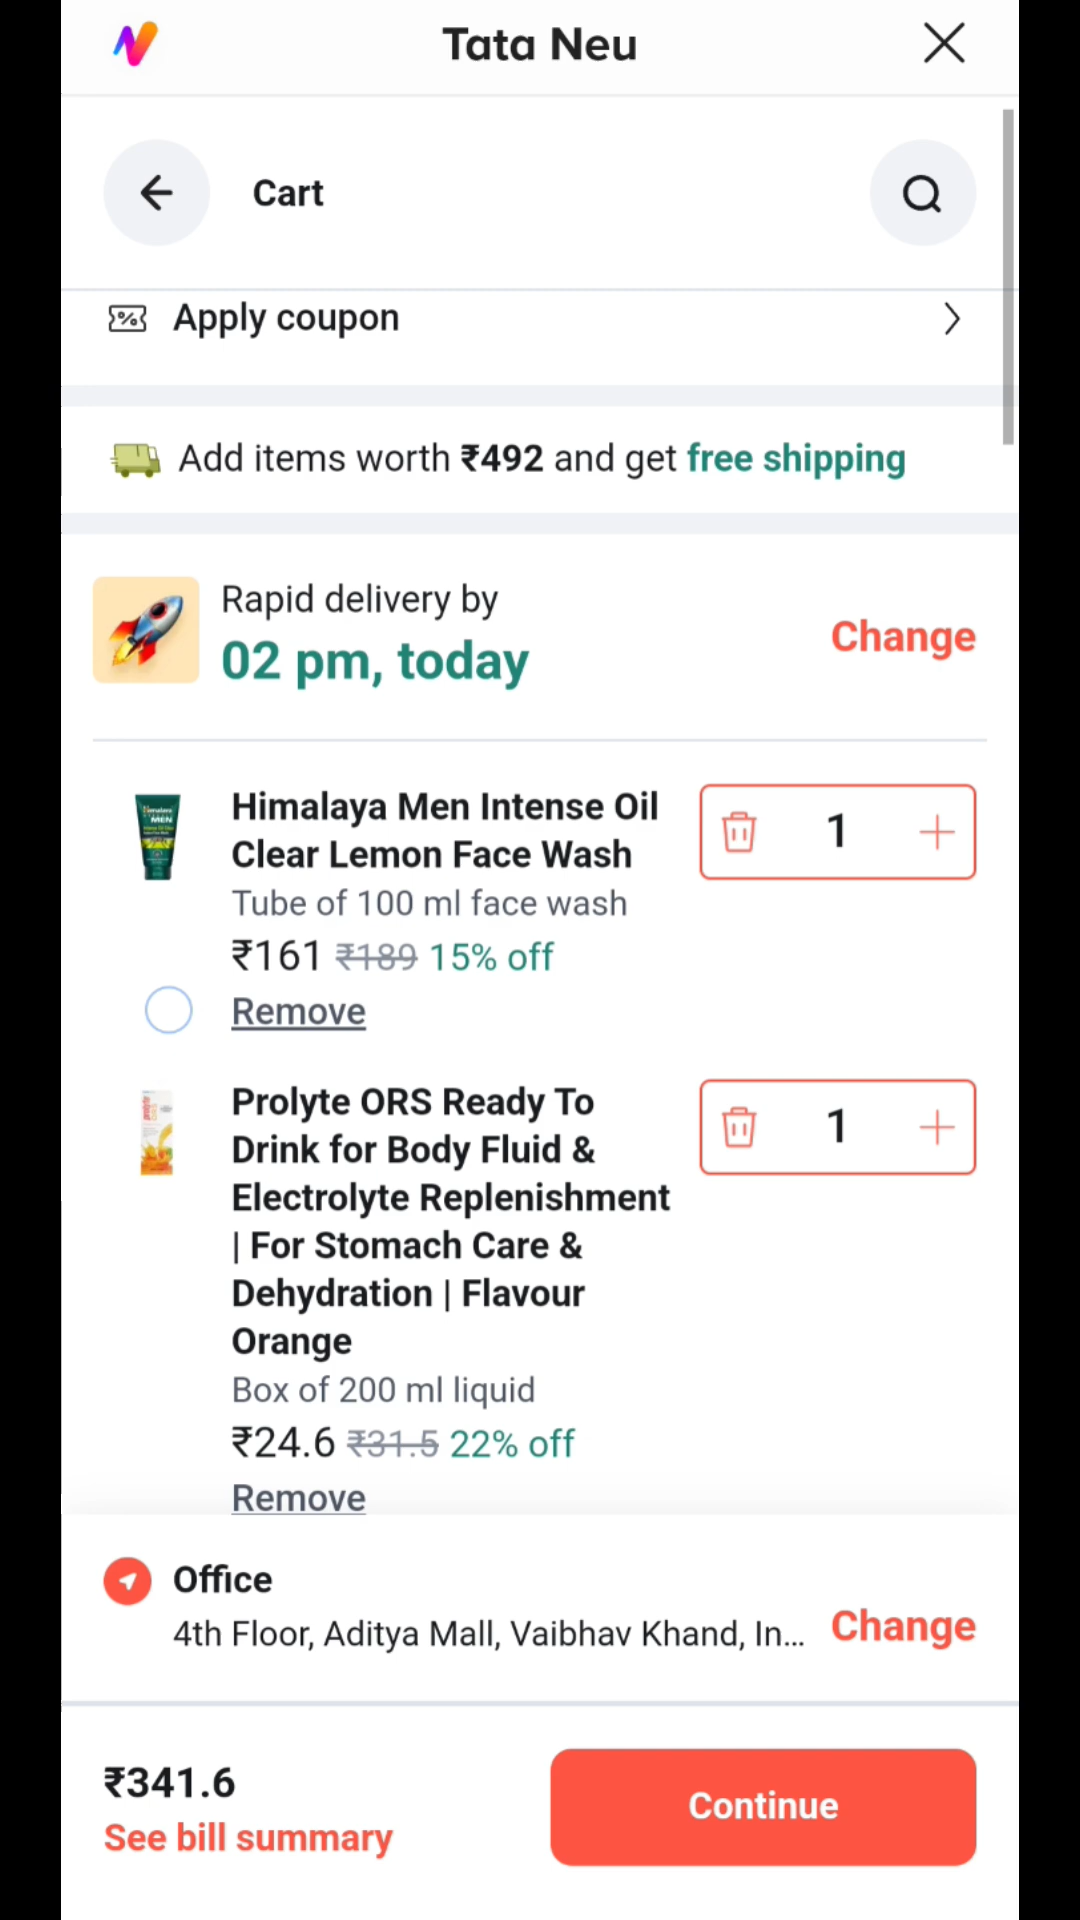 Tata Neu
Cart
Apply coupon
Add items worth ₹492 and get free shipping
Rapid delivery by
02 pm, today
Change
Himalaya Men Intense Oil
Clear Lemon Face Wash
1
Tube of 100 ml face wash
₹161 ₹189 15% off
Remove
Prolyte ORS Ready To
Drink for Body Fluid &
Electrolyte Replenishment
| For Stomach Care &
Dehydration | Flavour
Orange
1
Box of 200 ml liquid
₹24.6 ₹31.5 22% off
Remove
Office
4th Floor, Aditya Mall, Vaibhav Khand, In...
Change
₹341.6
See bill summary
Continue